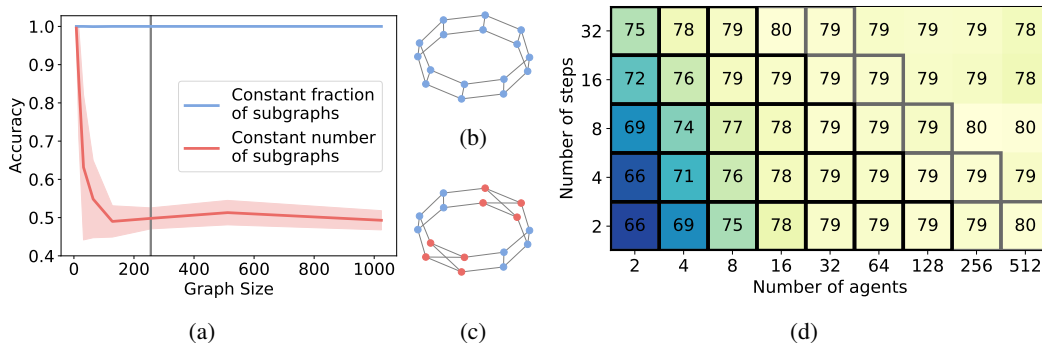 1.0
0.9
0.8
0.7
0.6
0.5
0.4
Accuracy
Constant fraction
of subgraphs
Constant number
of subgraphs
0 200 400 600 800 1000
Graph Size
(a)
(b)
(c)
Number of steps
32 75 78 79 80 79 79 79 79 78
16 72 76 79 79 79 79 79 79 78
8 69 74 77 78 79 79 79 80 80
4 66 71 76 78 79 79 79 79 79
2 66 69 75 78 79 79 79 79 80
2 4 8 16 32 64 128 256 512
Number of agents
(d)